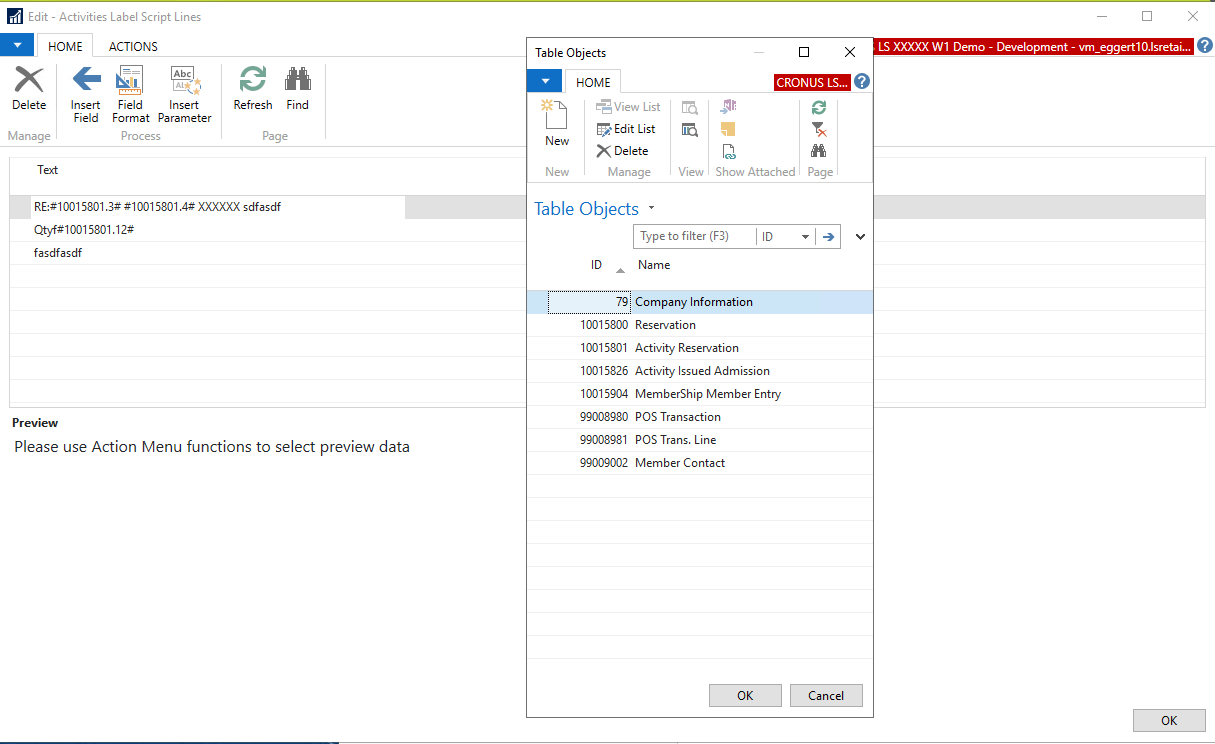 Edit - Activities Label Script Lines
HOME ACTIONS
LS XXXXX W1 Demo - Development - vm_eggert10.lsretai...
Delete
Insert Field
Field Format
Insert Parameter
Refresh
Find
Manage
Process
Page
Text
RE:#10015801.3# #10015801.4# XXXXXX sdfasdf
Qtyf#10015801.12#
fasdfasdf
Preview
Please use Action Menu functions to select preview data
Table Objects
HOME
CRONUS LS...
New
View List
Edit List
Delete
New
Manage
View
Show Attached
Page
Table Objects
Type to filter (F3) ID
ID Name
79 Company Information
10015800 Reservation
10015801 Activity Reservation
10015826 Activity Issued Admission
10015904 MemberShip Member Entry
99008980 POS Transaction
99008981 POS Trans. Line
99009002 Member Contact
OK Cancel
OK